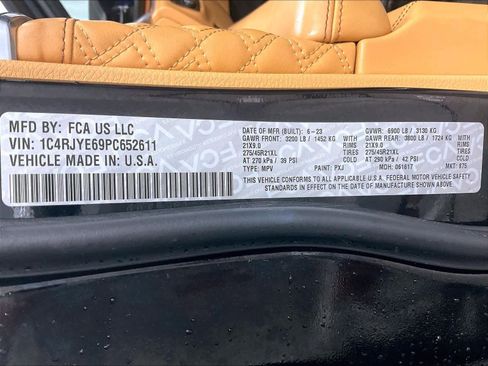 MFD BY: FCA US LLC
VIN: 1C4RJYE69PC652611
VEHICLE MADE IN: U.S.A.
DATE OF MFR (BUILT): 6-23 GVWR: 6900 LB / 3130 KG
GAWR FRONT: 3200 LB / 1452 KG GAWR REAR: 3800 LB / 1724 KG
21X9.0 RIMS 21X9.0 RIMS
275/45R21XL TIRES 275/45R21XL TIRES
AT 270 kPa / 39 PSI AT 290 kPa / 42 PSI
TYPE: MPV PAINT: PXJ MDH: 061617 MKT: 875
THIS VEHICLE CONFORMS TO ALL APPLICABLE U.S.A. FEDERAL MOTOR VEHICLE SAFETY
STANDARDS IN EFFECT ON THE DATE OF MANUFACTURE SHOWN ABOVE.